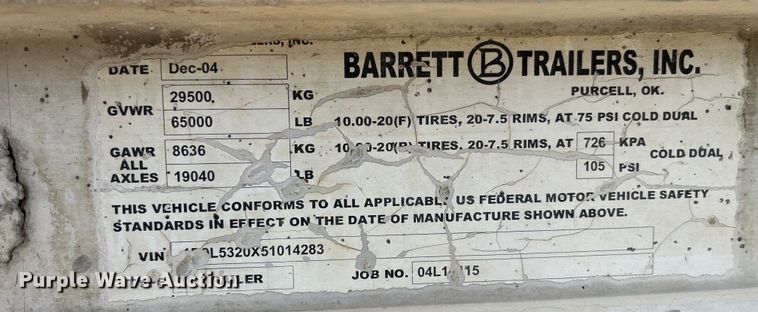 INC.
DATE Dec-04
BARRETT B TRAILERS, INC.
PURCELL, OK.
GVWR
29500 KG
65000 LB
10.00-20(F) TIRES, 20-7.5 RIMS, AT 75 PSI COLD DUAL
GAWR ALL AXLES
8636 KG
19040 LB
TIRES, 20-7.5 RIMS, AT 726 KPA
105 PSI
COLD DUAL
THIS VEHICLE CONFORMS TO ALL APPLICABLE US FEDERAL MOTOR VEHICLE SAFETY
STANDARDS IN EFFECT ON THE DATE OF MANUFACTURE SHOWN ABOVE.
VIN
JOB NO.
Purple Wave Auction